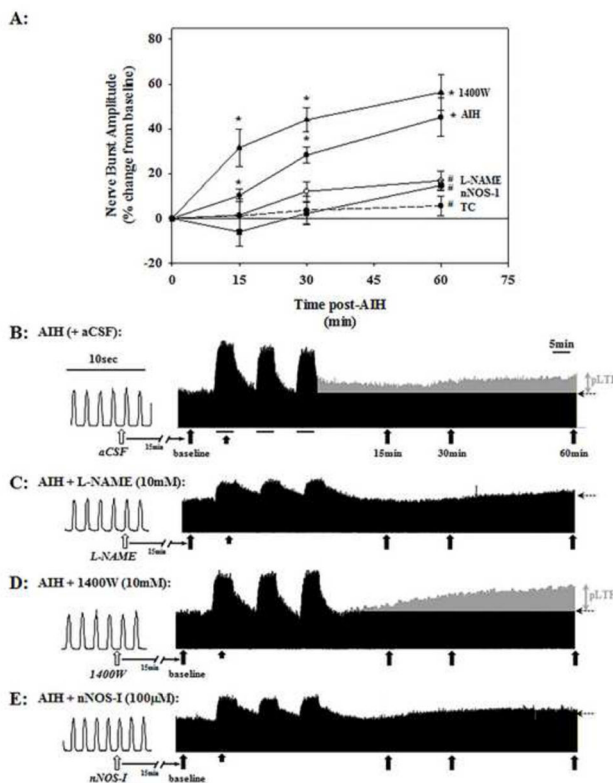 A:
Nerve Burst Amplitude
(% change from baseline)
80
60
40
20
0
-20
* * * * *
* 1400W
* AIH
# L-NAME
# nNOS-1
# TC
0 15 30 45 60 75
Time post-AIH
(min)
B) AIH (+ aCSF):
10sec
5min
pLTF
aCSF
15min
baseline
15min
30min
60min
C) AIH + L-NAME (10mM):
L-NAME
15min
baseline
D) AIH + 1400W (10mM):
pLTF
1400W
15min
baseline
E) AIH + nNOS-I (100µM):
nNOS-I
15min
baseline